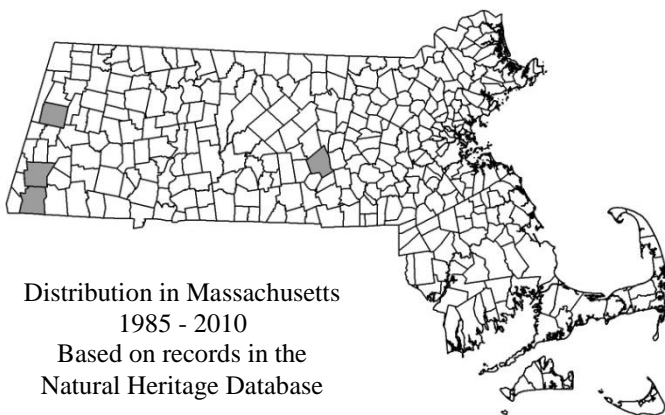 Distribution in Massachusetts
1985 - 2010
Based on records in the
Natural Heritage Database